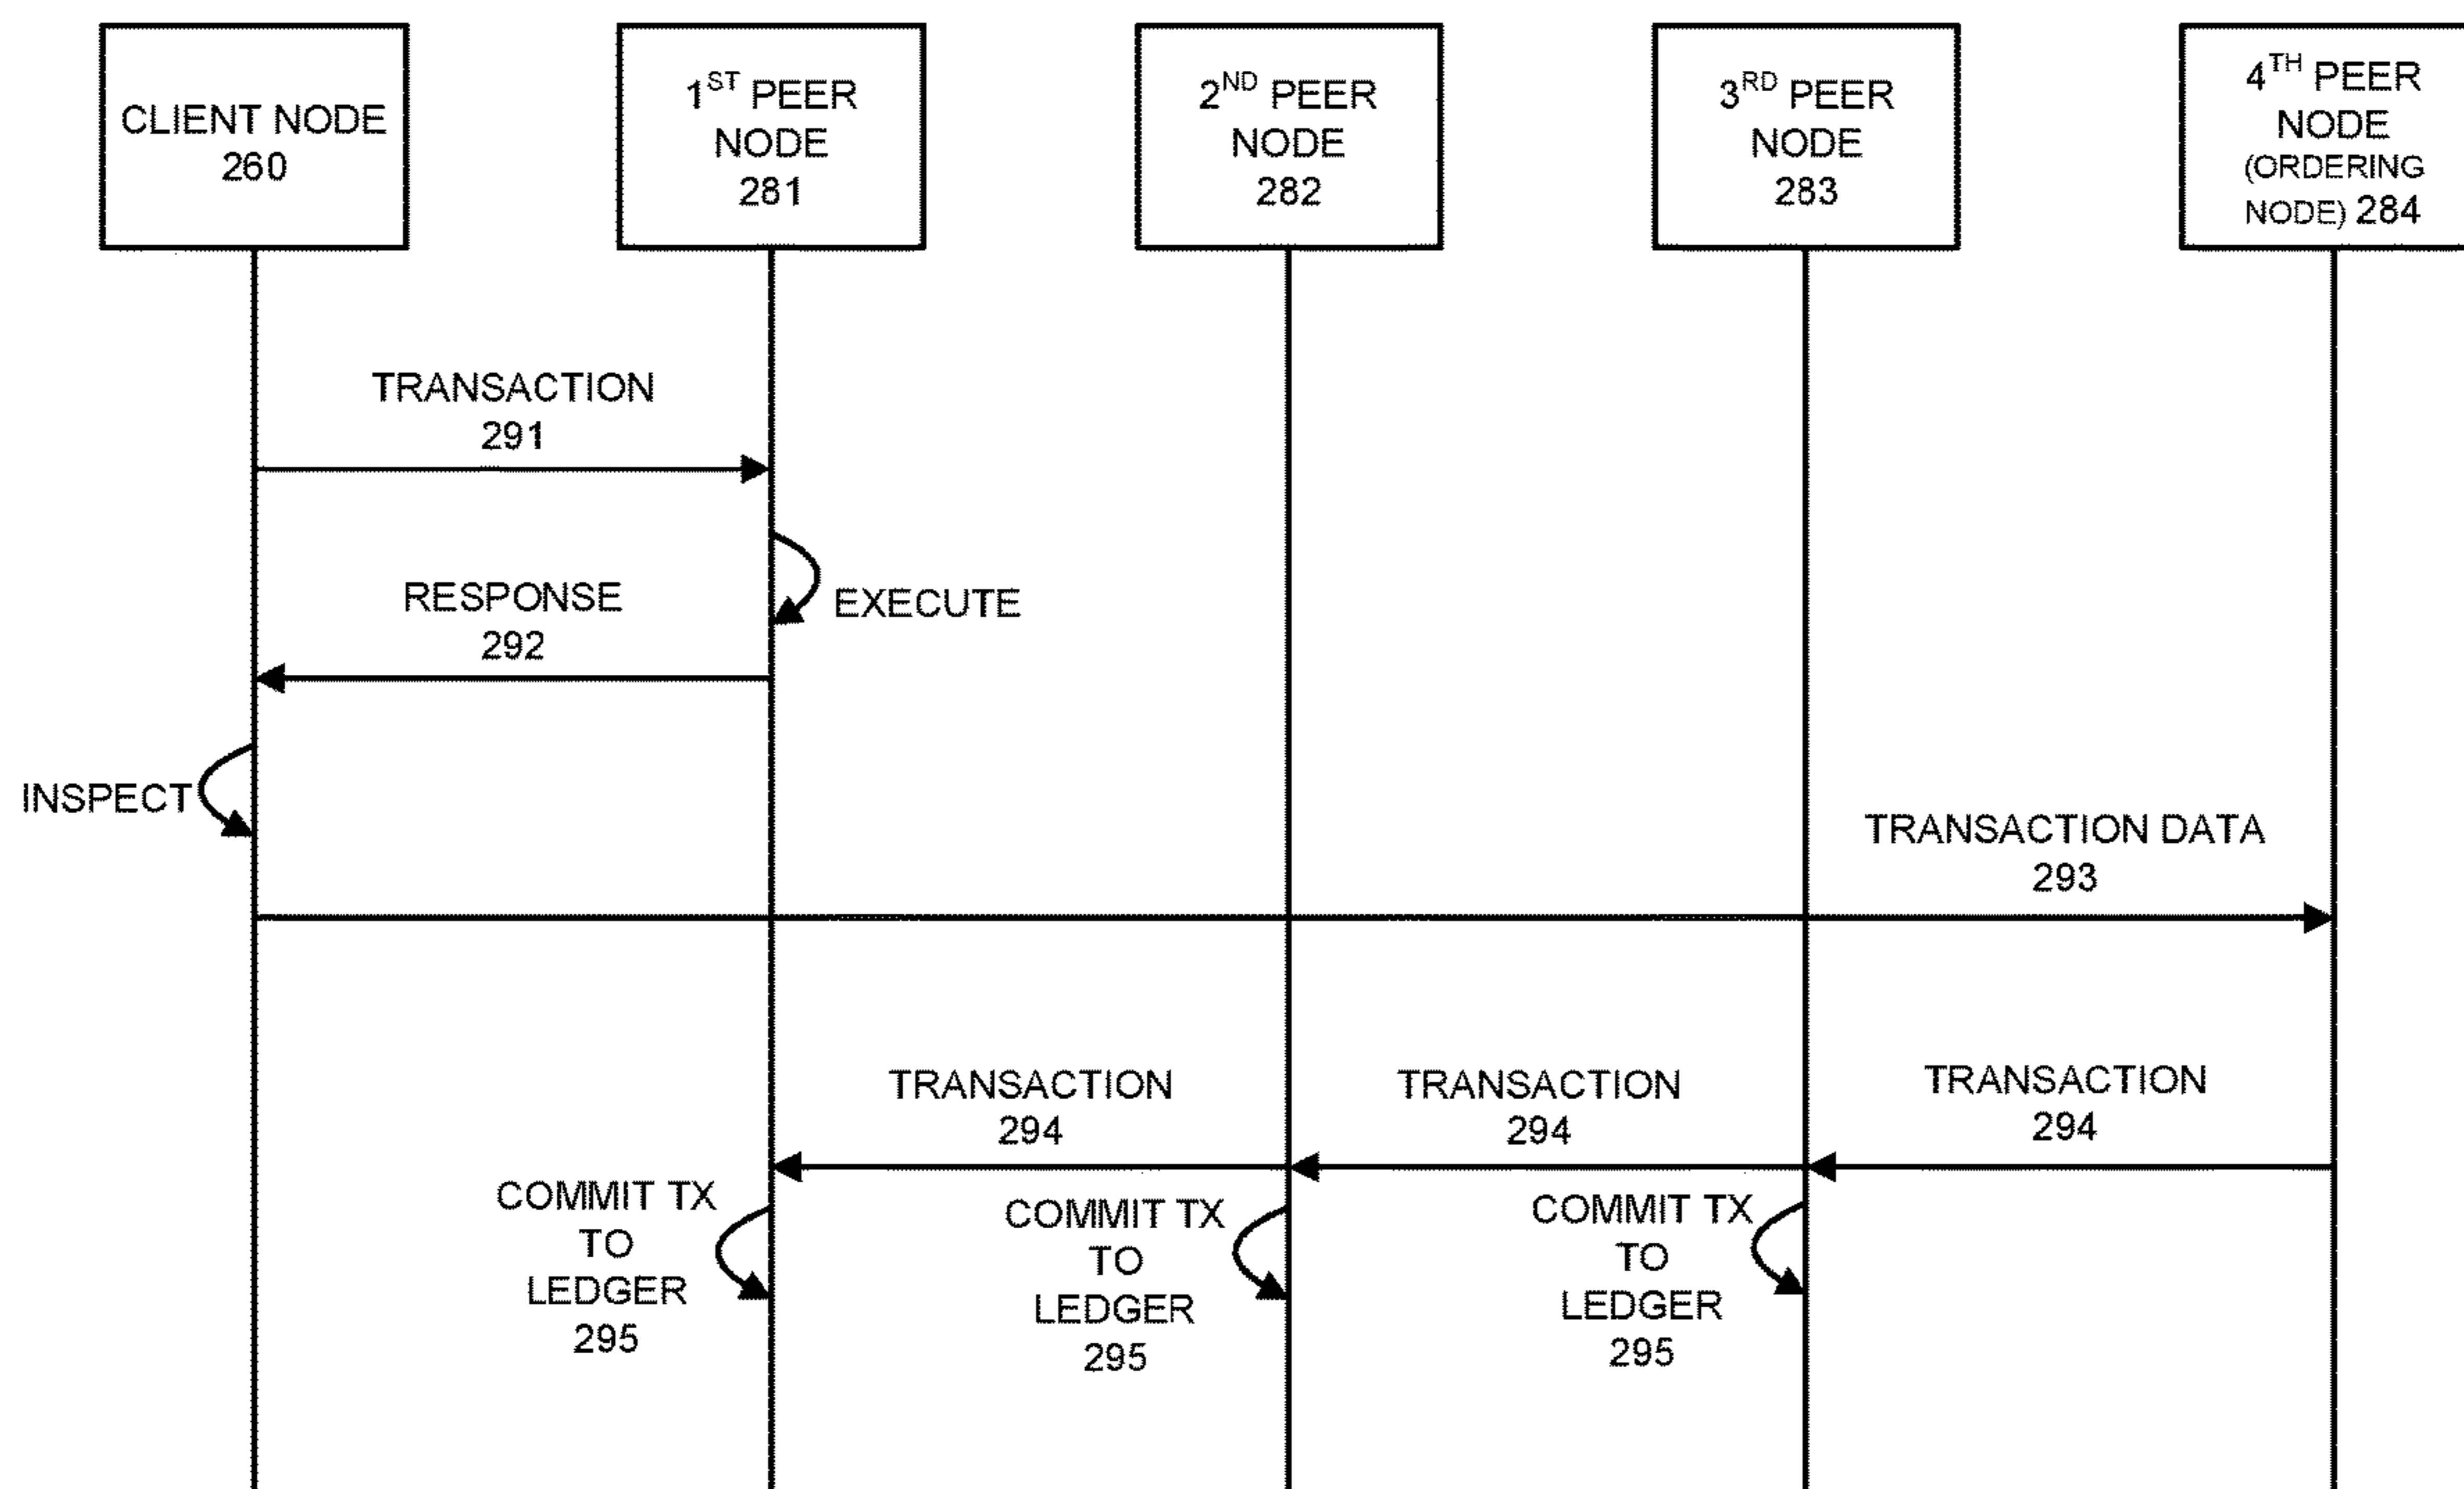 CLIENT NODE
260
1ST PEER
NODE
281
2ND PEER
NODE
282
3RD PEER
NODE
283
4TH PEER
NODE
(ORDERING
NODE) 284
TRANSACTION
291
EXECUTE
RESPONSE
292
INSPECT
TRANSACTION DATA
293
TRANSACTION
294
TRANSACTION
294
TRANSACTION
294
COMMIT TX
TO
LEDGER
295
COMMIT TX
TO
LEDGER
295
COMMIT TX
TO
LEDGER
295